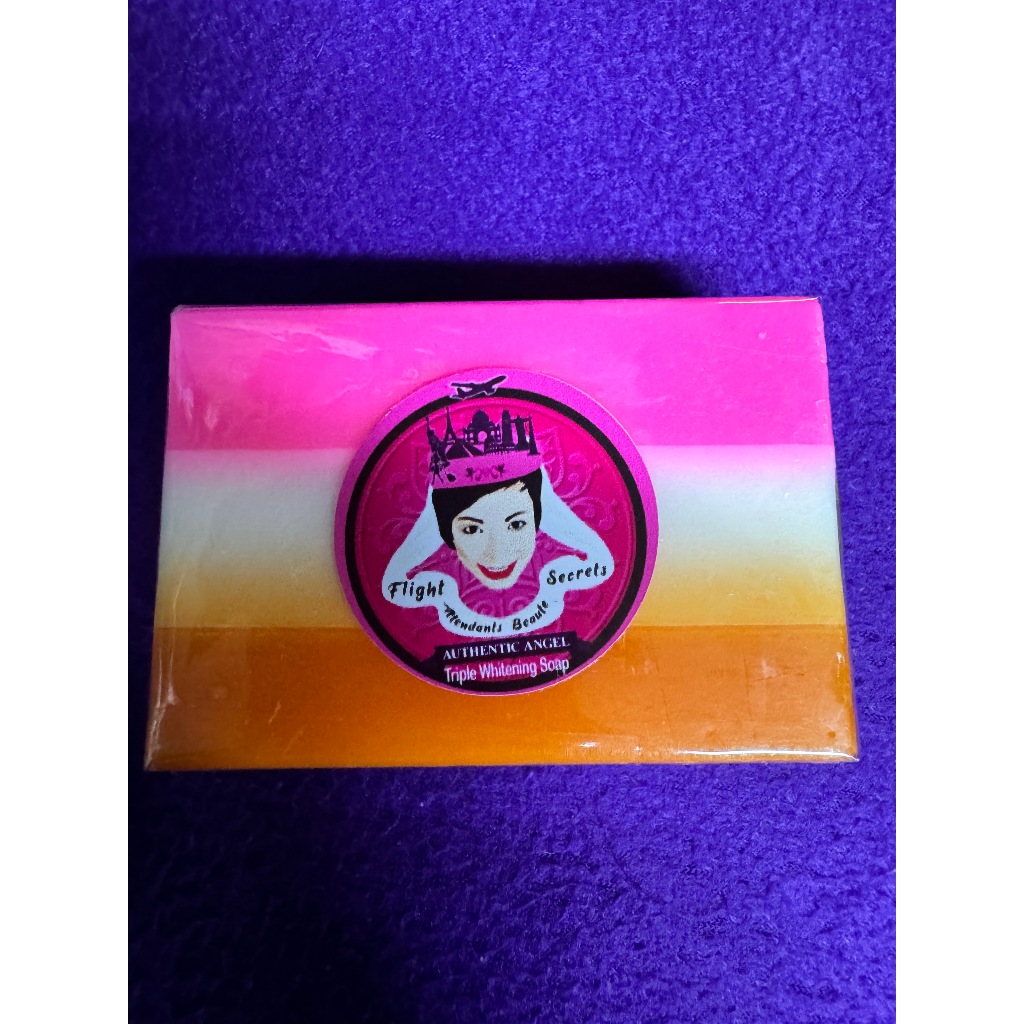 Flight Secrets
Attendants Beaute
AUTHENTIC ANGEL
Triple Whitening Soap